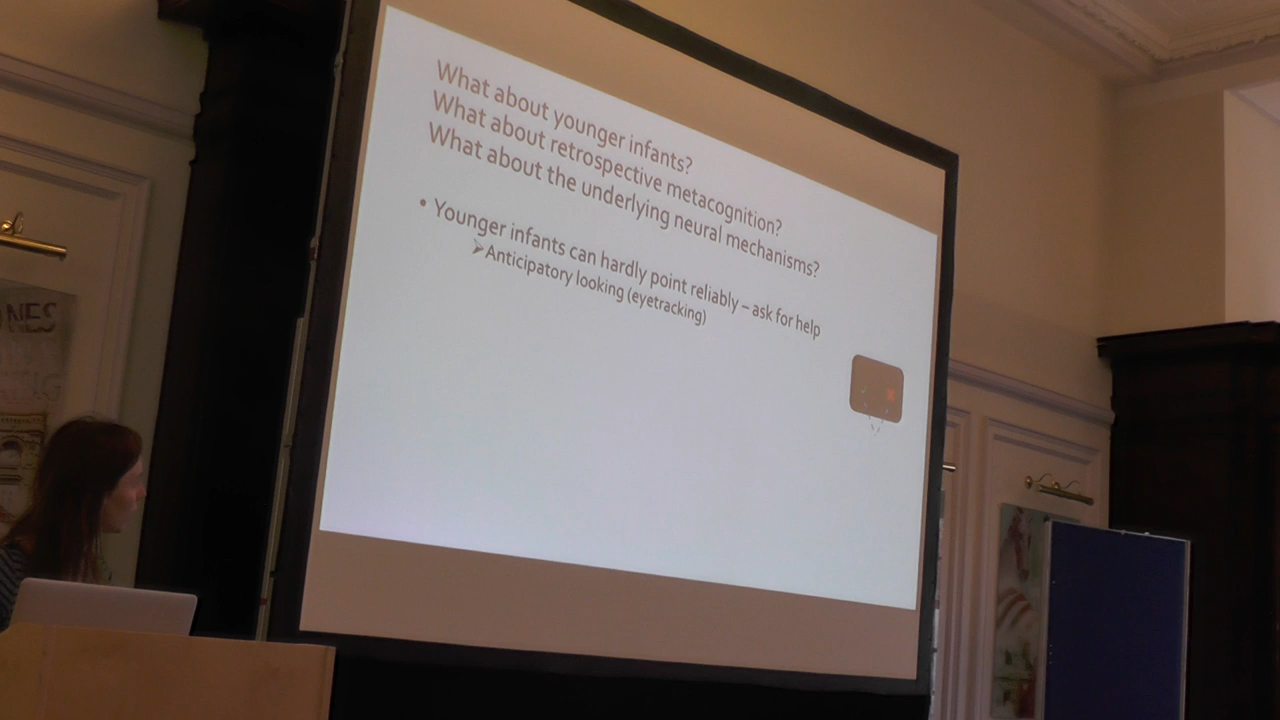 What about younger infants?
What about retrospective metacognition?
What about the underlying neural mechanisms?
• Younger infants can hardly point reliably – ask for help
➢Anticipatory looking (eyetracking)
NES